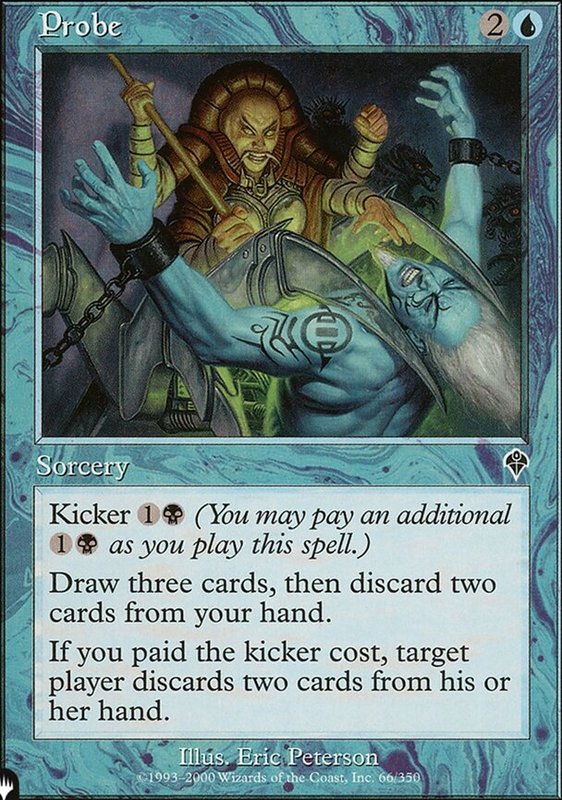 Probe 2
Sorcery
Kicker 1 (You may pay an additional
1 as you play this spell.)
Draw three cards, then discard two
cards from your hand.
If you paid the kicker cost, target
player discards two cards from his or
her hand.
Illus. Eric Peterson
©1993–2000 Wizards of the Coast, Inc. 66/350